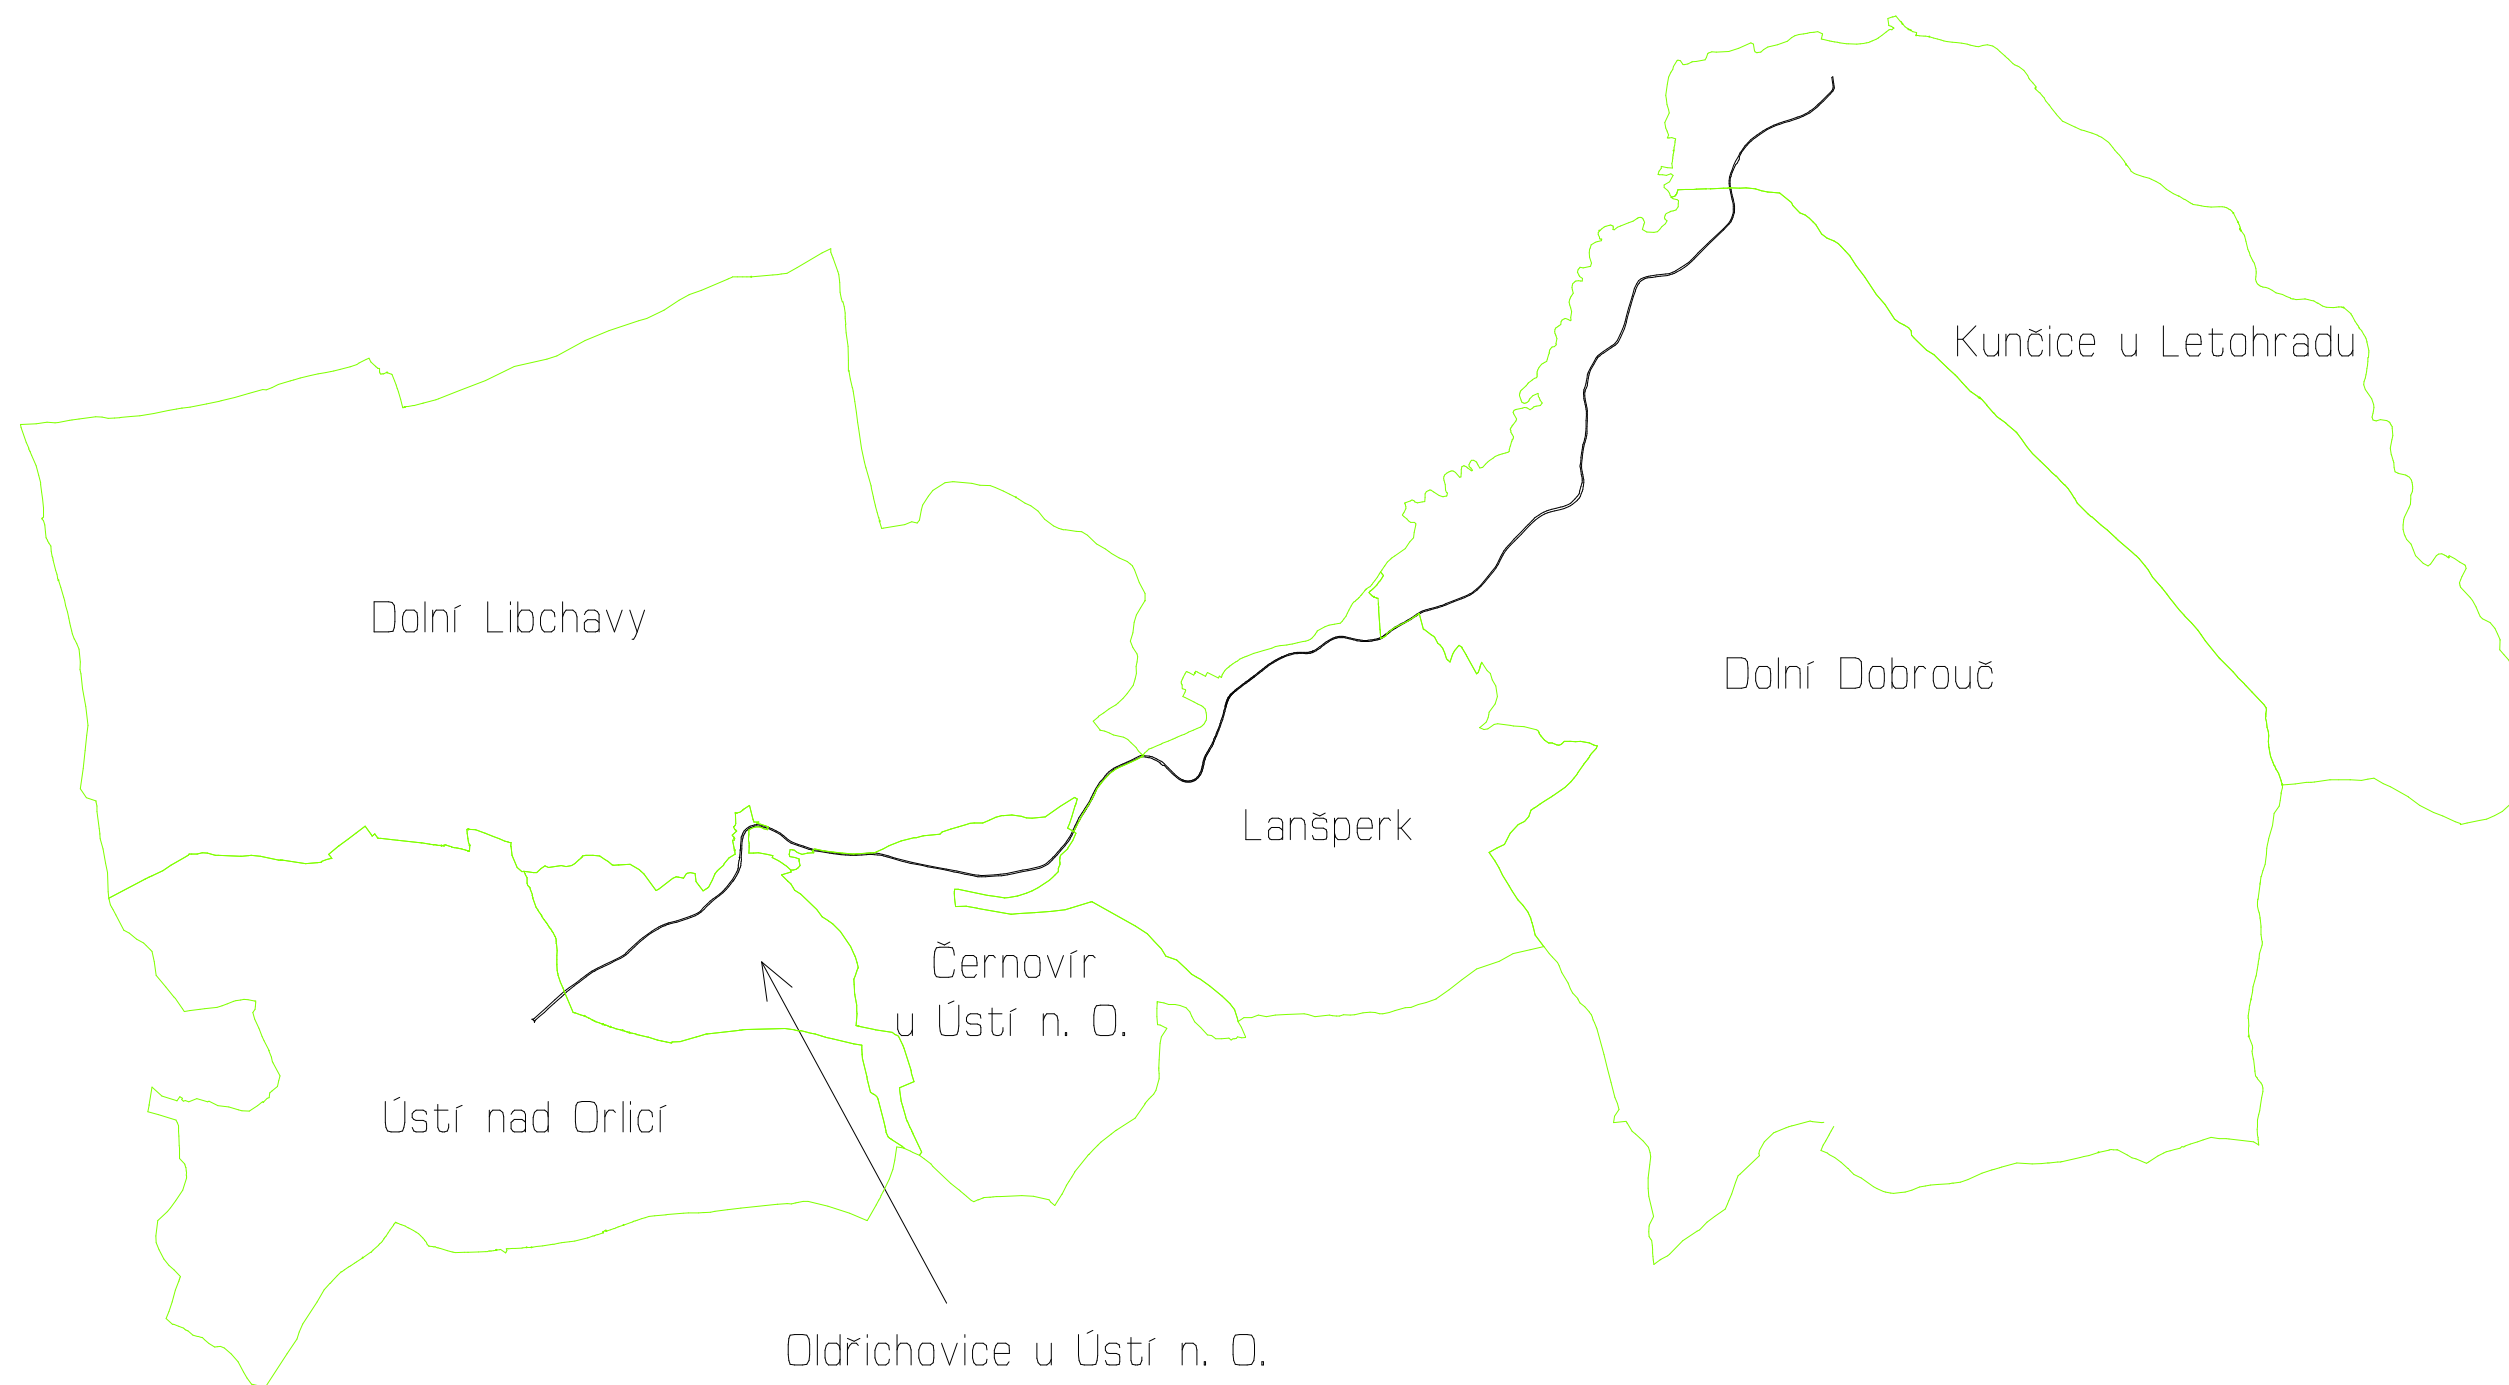 Kunčice u Letohradu
Dolní Libchavy
Dolní Dobrouč
Lanšperk
Černovír
u Ústí n. O.
Ústí nad Orlicí
Oldřichovice u Ústí n. O.